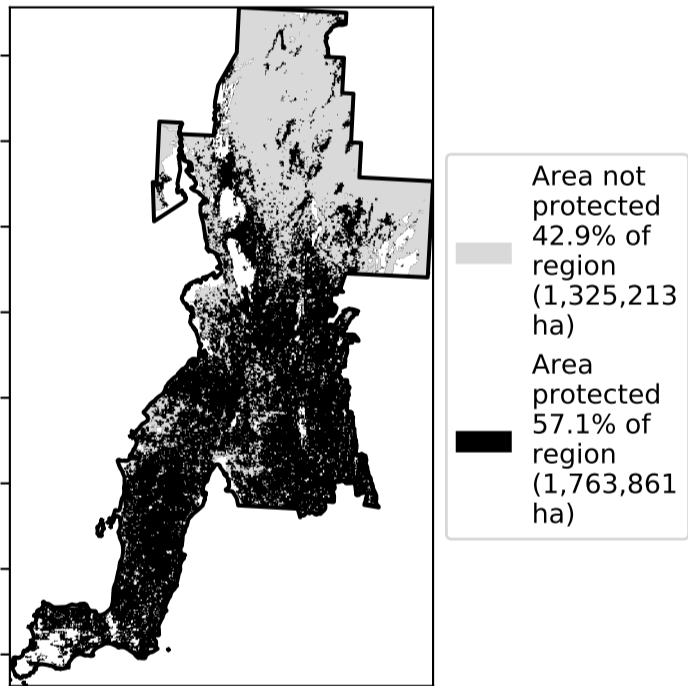 Area not
protected
42.9% of
region
(1,325,213
ha)
Area
protected
57.1% of
region
(1,763,861
ha)